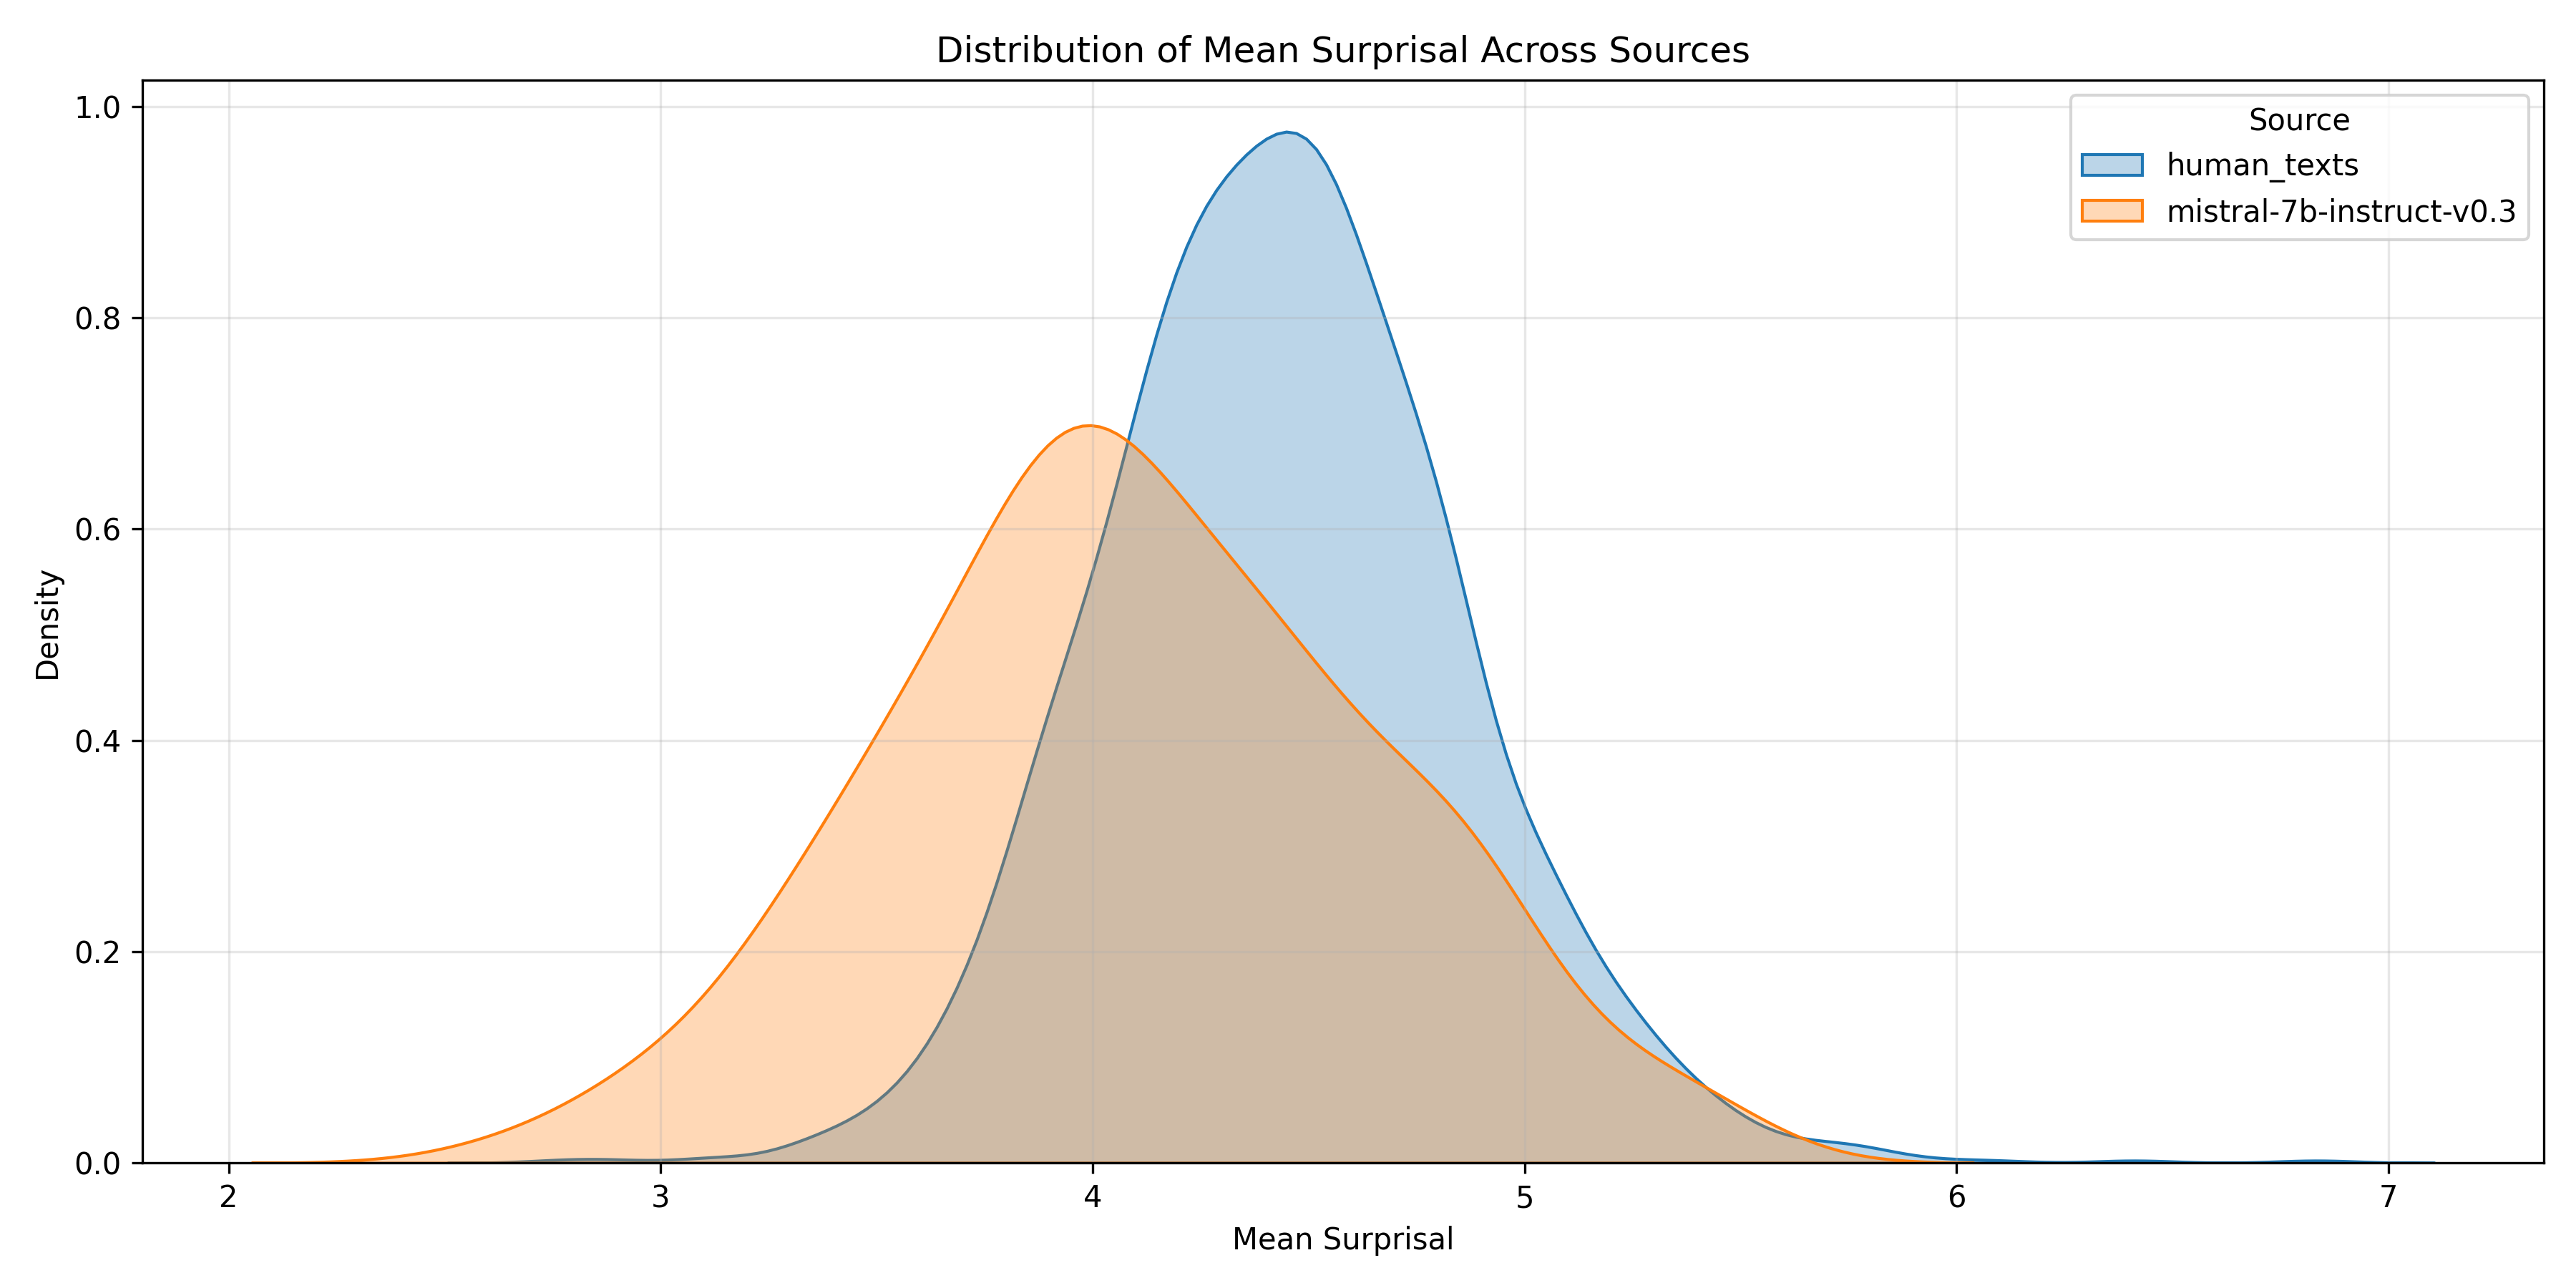 Distribution of Mean Surprisal Across Sources
Source
human_texts
mistral-7b-instruct-v0.3
Density
1.0
0.8
0.6
0.4
0.2
0.0
2 3 4 5 6 7
Mean Surprisal